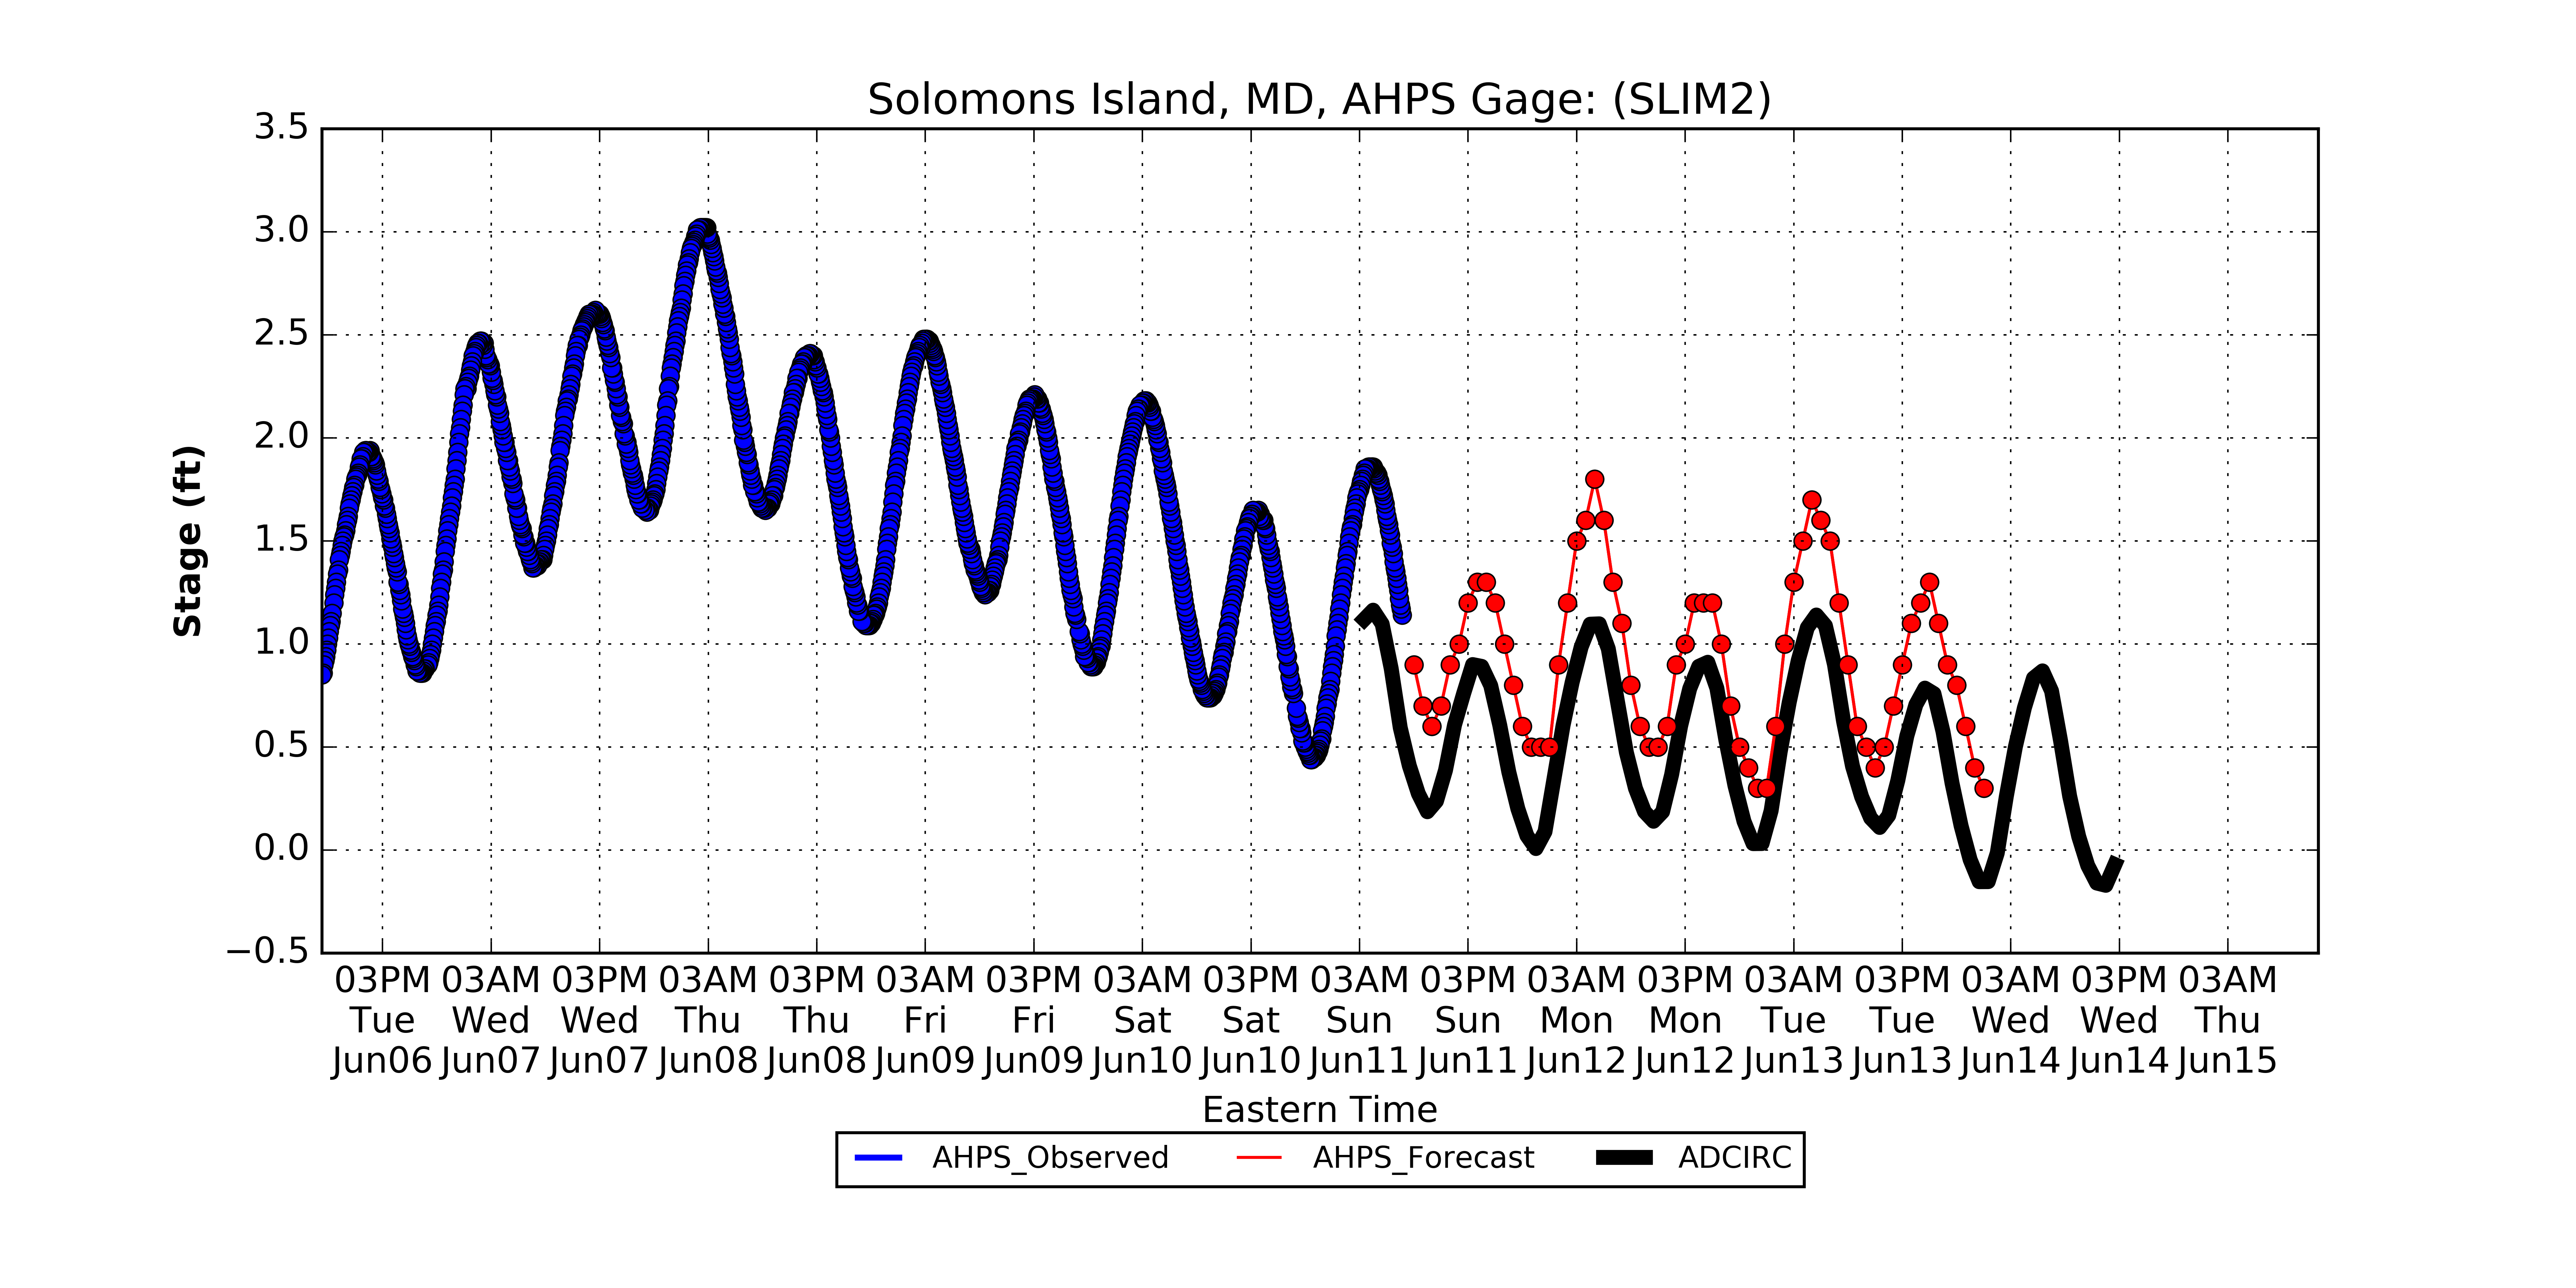 Solomons Island, MD, AHPS Gage: (SLIM2)
3.5
3.0
2.5
2.0
1.5
1.0
0.5
0.0
−0.5
Stage (ft)
03PM 03AM 03PM 03AM 03PM 03AM 03PM 03AM 03PM 03AM 03PM 03AM 03PM 03AM 03PM 03AM 03PM 03AM
Tue Wed Wed Thu Thu Fri Fri Sat Sat Sun Sun Mon Mon Tue Tue Wed Wed Thu
Jun06 Jun07 Jun07 Jun08 Jun08 Jun09 Jun09 Jun10 Jun10 Jun11 Jun11 Jun12 Jun12 Jun13 Jun13 Jun14 Jun14 Jun15
Eastern Time
AHPS_Observed AHPS_Forecast ADCIRC